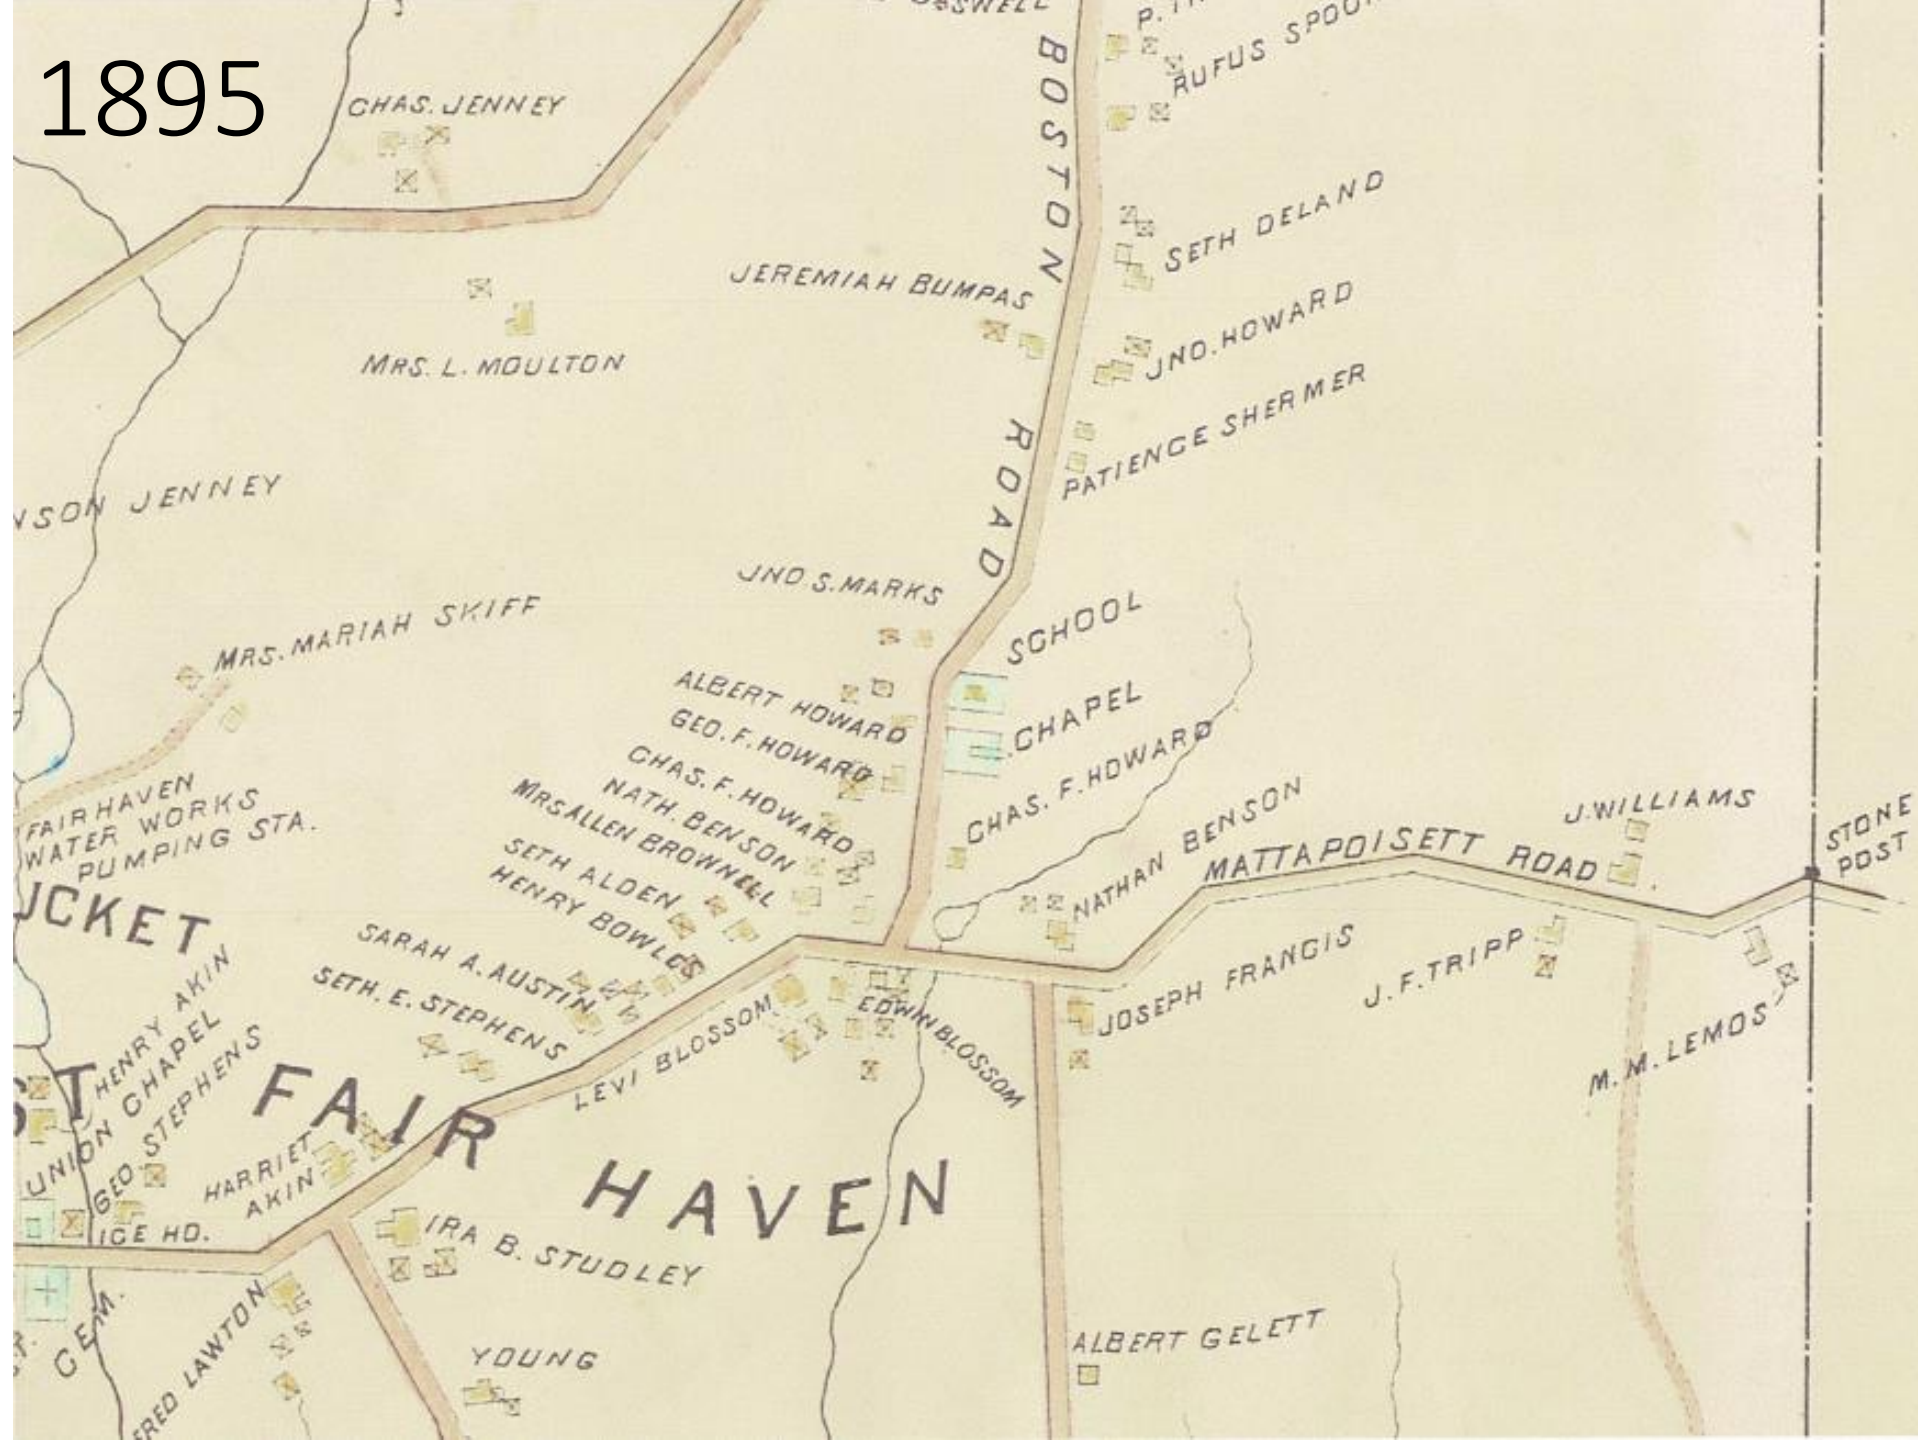 1895
CHAS. JENNEY
BOSTON
ROAD
RUFUS
SETH DELAND
JEREMIAH BUMPAS
JNO. HOWARD
MRS. L. MOULTON
PATIENCE SHERMER
JENNEY
JNO S. MARKS
MRS. MARIAH SKIFF
SCHOOL
ALBERT HOWARD
CHAPEL
GEO. F. HOWARD
CHAS. F. HOWARD
CHAS. F. HOWARD
NATH. BENSON
MRS ALLEN BROWNELL
SETH ALDEN
HENRY BOWLES
NATHAN BENSON
MATTAPOISETT ROAD
J. WILLIAMS
STONE
POST
FAIRHAVEN
WATER WORKS
PUMPING STA.
SARAH A. AUSTIN
SETH. E. STEPHENS
LEVI BLOSSOM
EDWIN BLOSSOM
JOSEPH FRANCIS
J. F. TRIPP
M. M. LEMOS
HENRY AKIN
UNION CHAPEL
GEO. STEPHENS
FAIR
HAVEN
HARRIET
AKIN
ICE HO.
IRA B. STUDLEY
CEM.
LAWTON
YOUNG
ALBERT GELETT